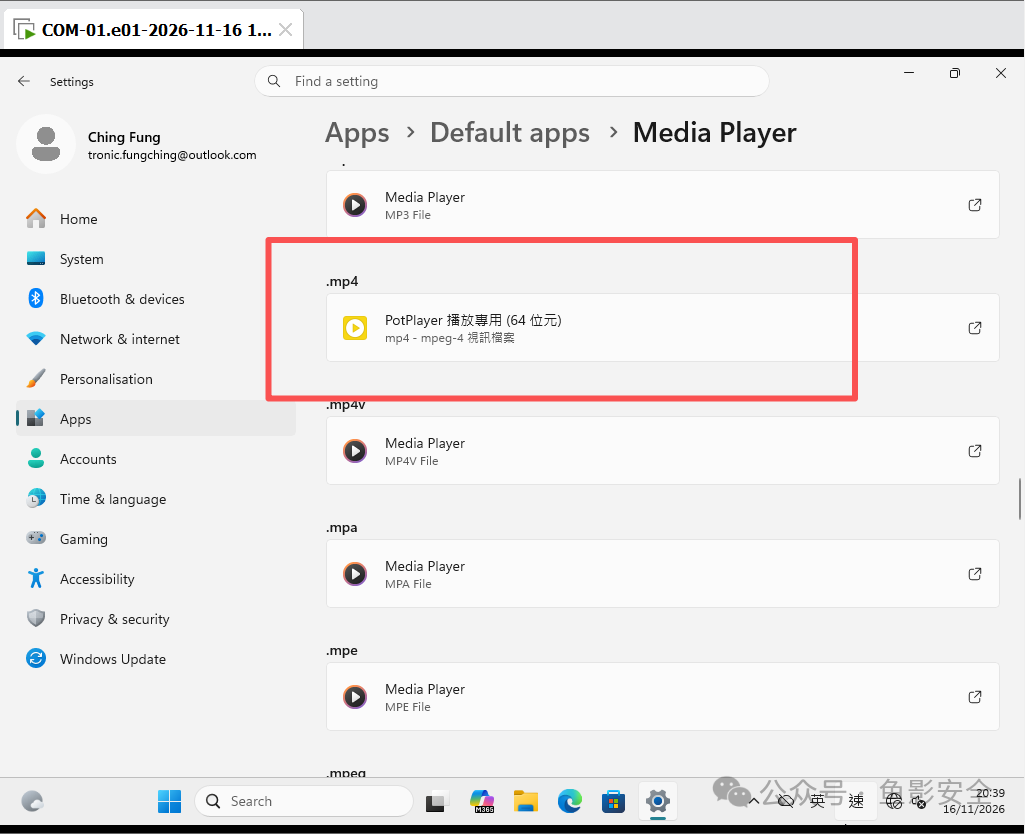 COM-01.e01-2026-11-16 1...
Settings
Find a setting
Ching Fung
tronic.fungching@outlook.com
Home
System
Bluetooth & devices
Network & internet
Personalisation
Apps
Accounts
Time & language
Gaming
Accessibility
Privacy & security
Windows Update
Apps > Default apps > Media Player
Media Player
MP3 File
.mp4
PotPlayer 播放專用 (64 位元)
mp4 - mpeg-4 視訊檔案
.mp4v
Media Player
MP4V File
.mpa
Media Player
MPA File
.mpe
Media Player
MPE File
.mpeg
Search
M365
英
速
20:39
16/11/2026
公众号 · 鱼影安全